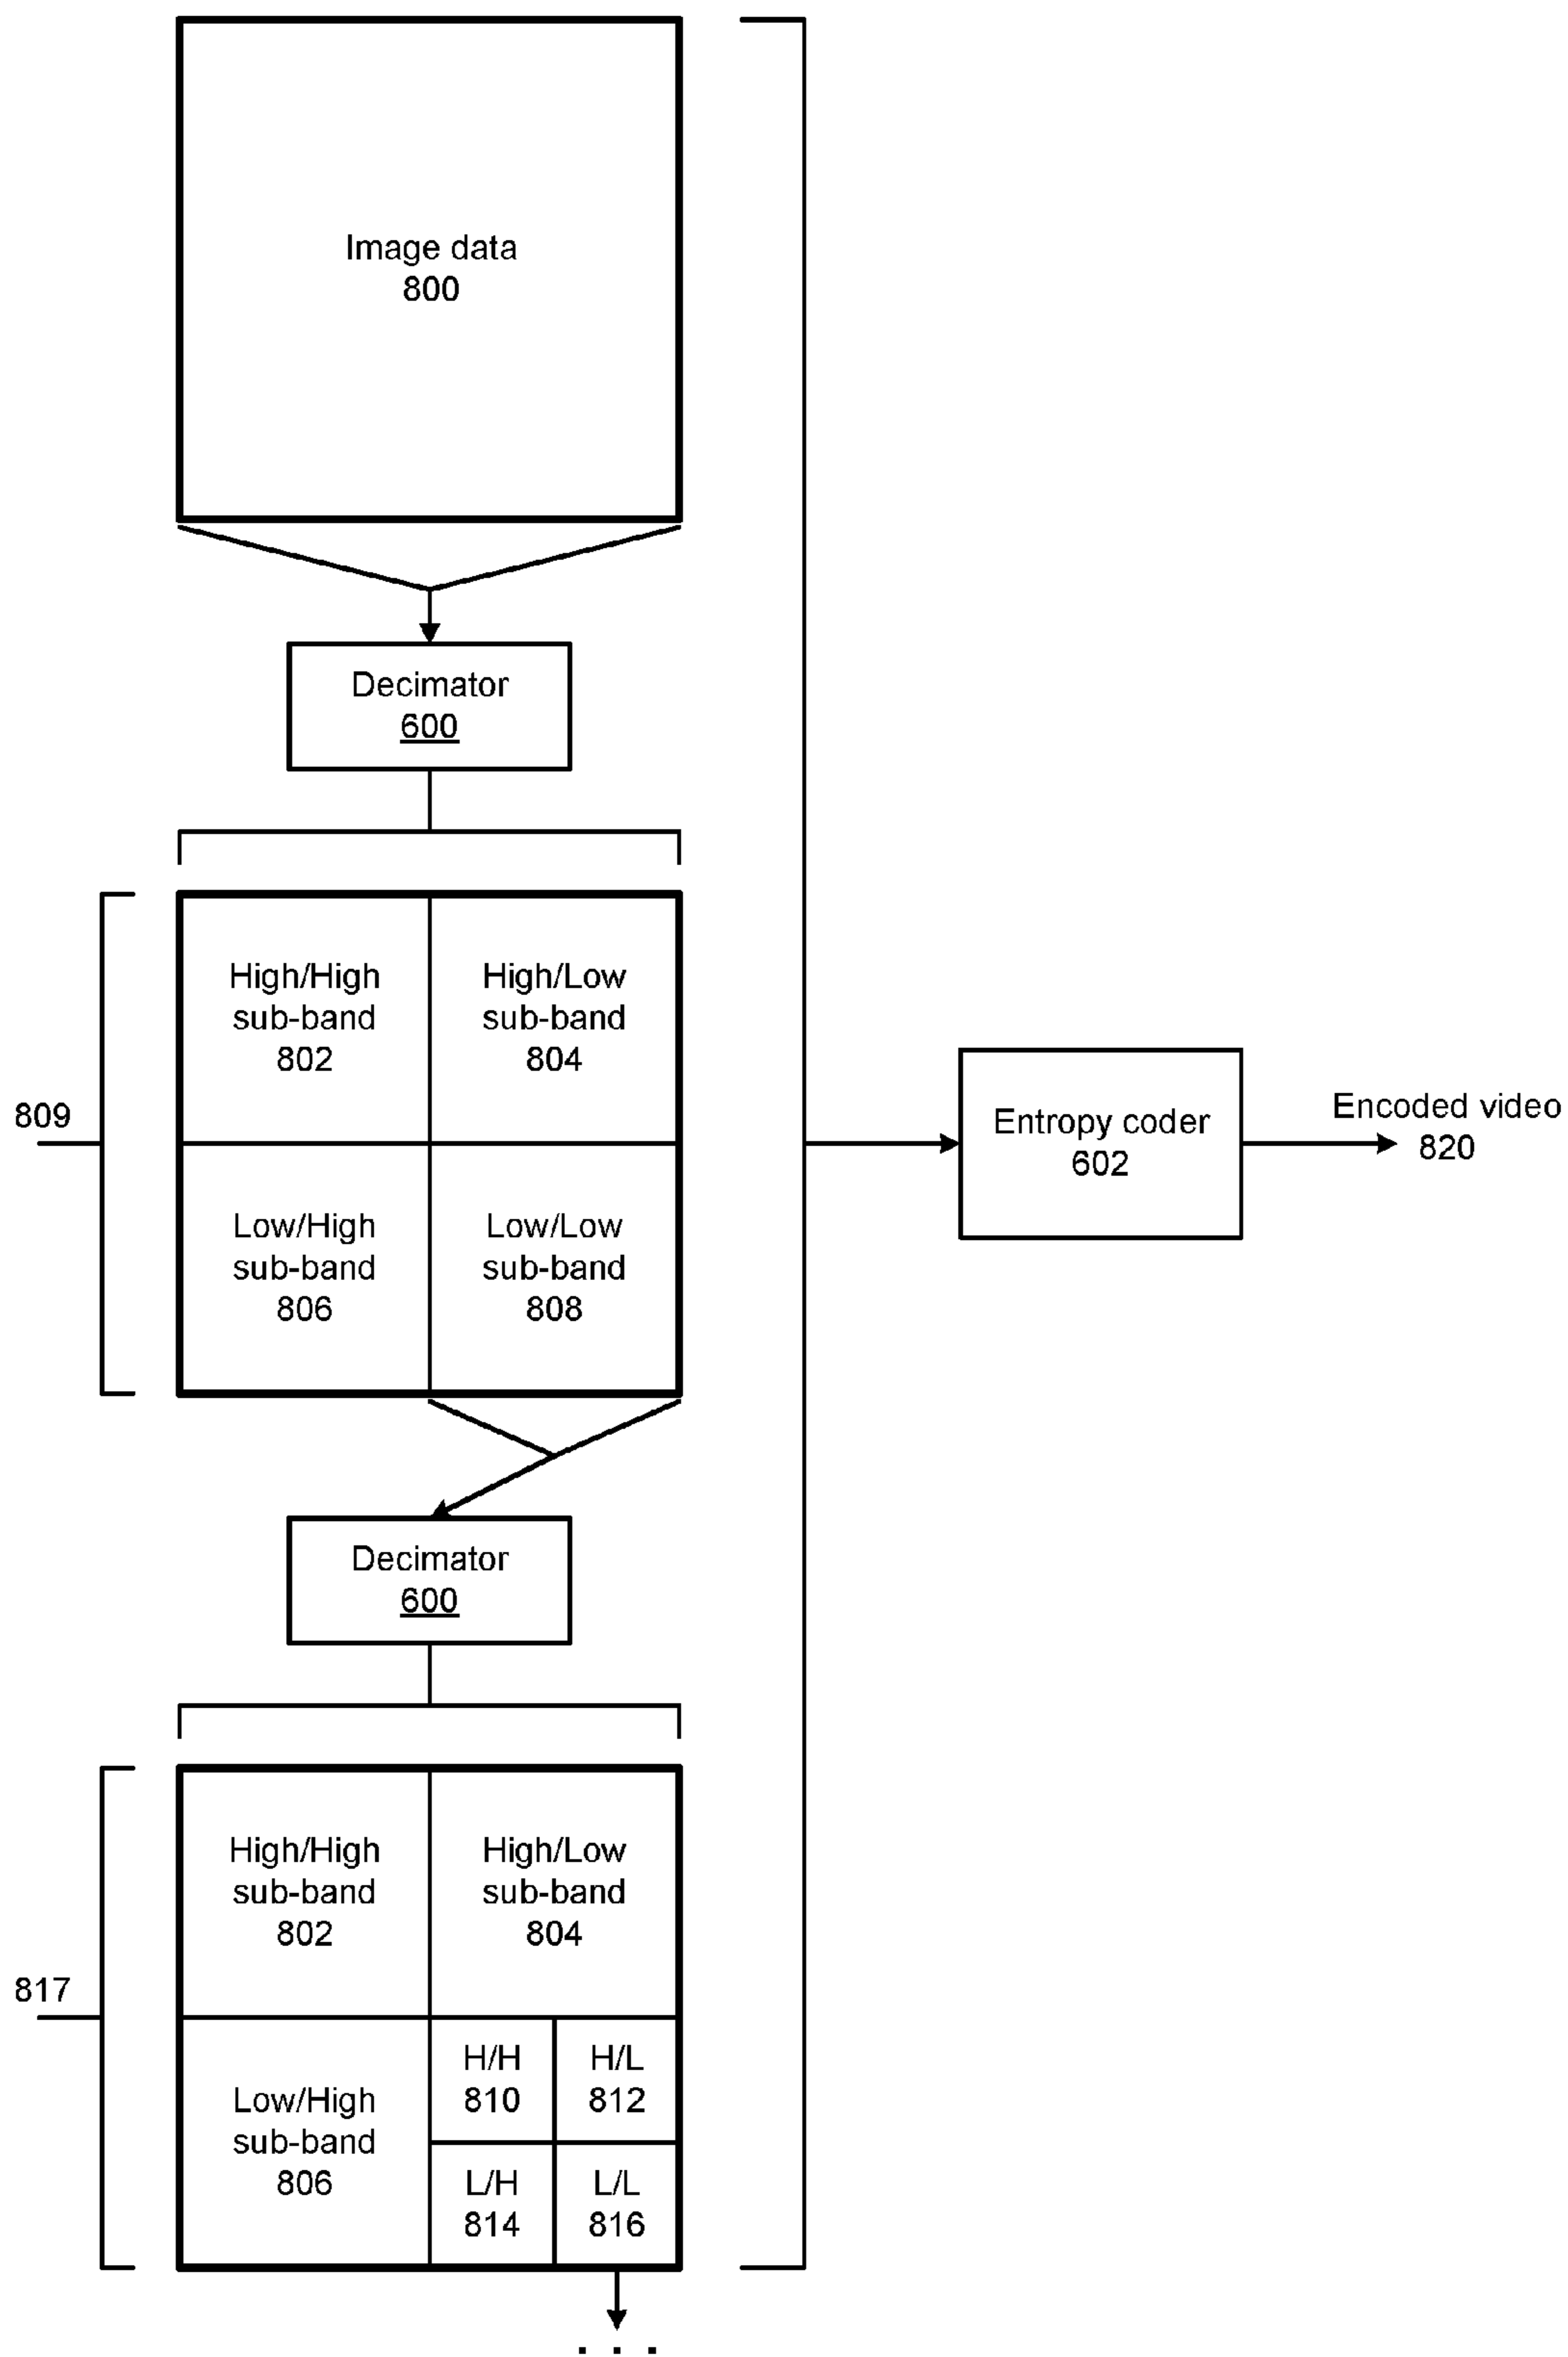 Image data
800
Decimator
600
High/High
sub-band
802
High/Low
sub-band
804
809
Low/High
sub-band
806
Low/Low
sub-band
808
Entropy coder
602
Encoded video
820
Decimator
600
High/High
sub-band
802
High/Low
sub-band
804
817
Low/High
sub-band
806
H/H
810
H/L
812
L/H
814
L/L
816
. . .